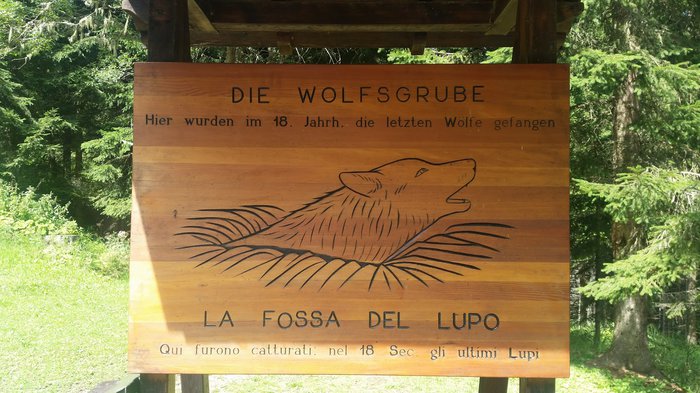 DIE WOLFSGRUBE
Hier wurden im 18. Jahrh. die letzten Wölfe gefangen
LA FOSSA DEL LUPO
Qui furono catturati: nel 18 Sec. gli ultimi Lupi